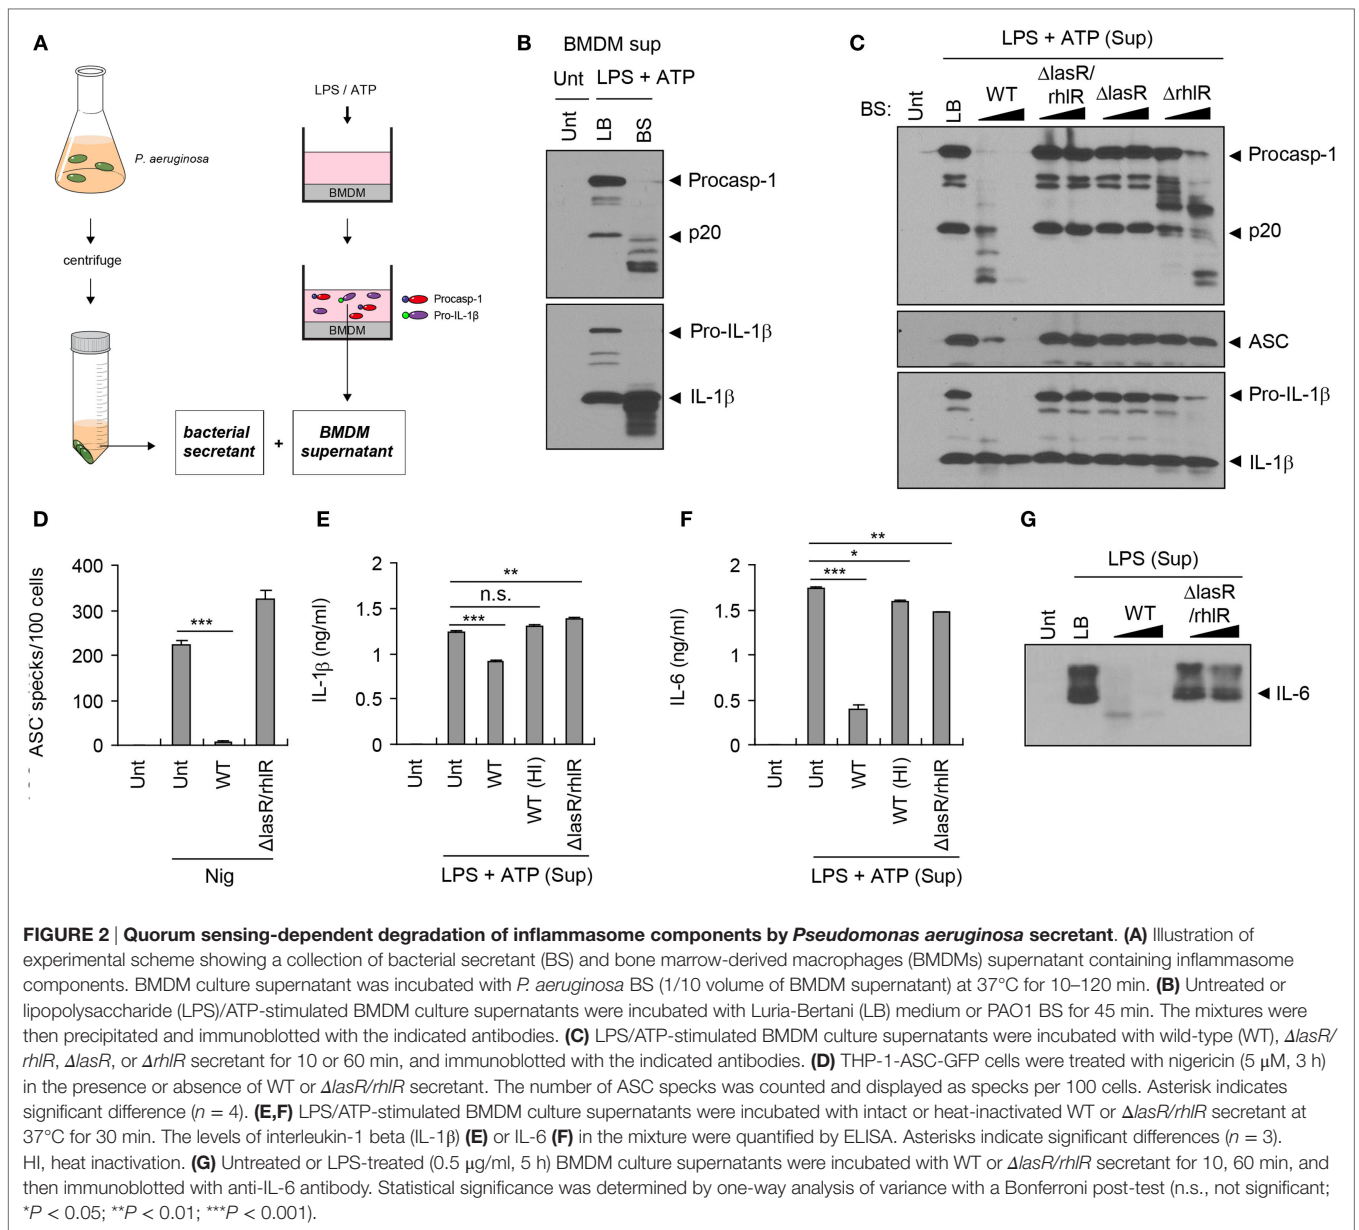 A
LPS / ATP
P. aeruginosa
BMDM
centrifuge
Procasp-1
Pro-IL-1β
BMDM
bacterial
secretant
+
BMDM
supernatant
B
BMDM sup
Unt LPS + ATP
Unt LB BS
Procasp-1
p20
Pro-IL-1β
IL-1β
C
LPS + ATP (Sup)
BS: Unt LB WT ΔlasR/
rhlR ΔlasR ΔrhlR
Procasp-1
p20
ASC
Pro-IL-1β
IL-1β
D
ASC specks/100 cells
400
300
200
100
0
***
Unt Unt WT ΔlasR/rhlR
Nig
E
IL-1β (ng/ml)
2
1.5
1
0.5
0
**
n.s.
***
Unt Unt WT WT (HI) ΔlasR/rhlR
LPS + ATP (Sup)
F
IL-6 (ng/ml)
2
1.5
1
0.5
0
**
*
***
Unt Unt WT WT (HI) ΔlasR/rhlR
LPS + ATP (Sup)
G
LPS (Sup)
Unt LB WT ΔlasR
/rhlR
IL-6
FIGURE 2 | Quorum sensing-dependent degradation of inflammasome components by Pseudomonas aeruginosa secretant. (A) Illustration of
experimental scheme showing a collection of bacterial secretant (BS) and bone marrow-derived macrophages (BMDMs) supernatant containing inflammasome
components. BMDM culture supernatant was incubated with P. aeruginosa BS (1/10 volume of BMDM supernatant) at 37°C for 10–120 min. (B) Untreated or
lipopolysaccharide (LPS)/ATP-stimulated BMDM culture supernatants were incubated with Luria-Bertani (LB) medium or PAO1 BS for 45 min. The mixtures were
then precipitated and immunoblotted with the indicated antibodies. (C) LPS/ATP-stimulated BMDM culture supernatants were incubated with wild-type (WT), ΔlasR/
rhlR, ΔlasR, or ΔrhlR secretant for 10 or 60 min, and immunoblotted with the indicated antibodies. (D) THP-1-ASC-GFP cells were treated with nigericin (5 μM, 3 h)
in the presence or absence of WT or ΔlasR/rhlR secretant. The number of ASC specks was counted and displayed as specks per 100 cells. Asterisk indicates
significant difference (n = 4). (E,F) LPS/ATP-stimulated BMDM culture supernatants were incubated with intact or heat-inactivated WT or ΔlasR/rhlR secretant at
37°C for 30 min. The levels of interleukin-1 beta (IL-1β) (E) or IL-6 (F) in the mixture were quantified by ELISA. Asterisks indicate significant differences (n = 3).
HI, heat inactivation. (G) Untreated or LPS-treated (0.5 μg/ml, 5 h) BMDM culture supernatants were incubated with WT or ΔlasR/rhlR secretant for 10, 60 min, and
then immunoblotted with anti-IL-6 antibody. Statistical significance was determined by one-way analysis of variance with a Bonferroni post-test (n.s., not significant;
*P < 0.05; **P < 0.01; ***P < 0.001).